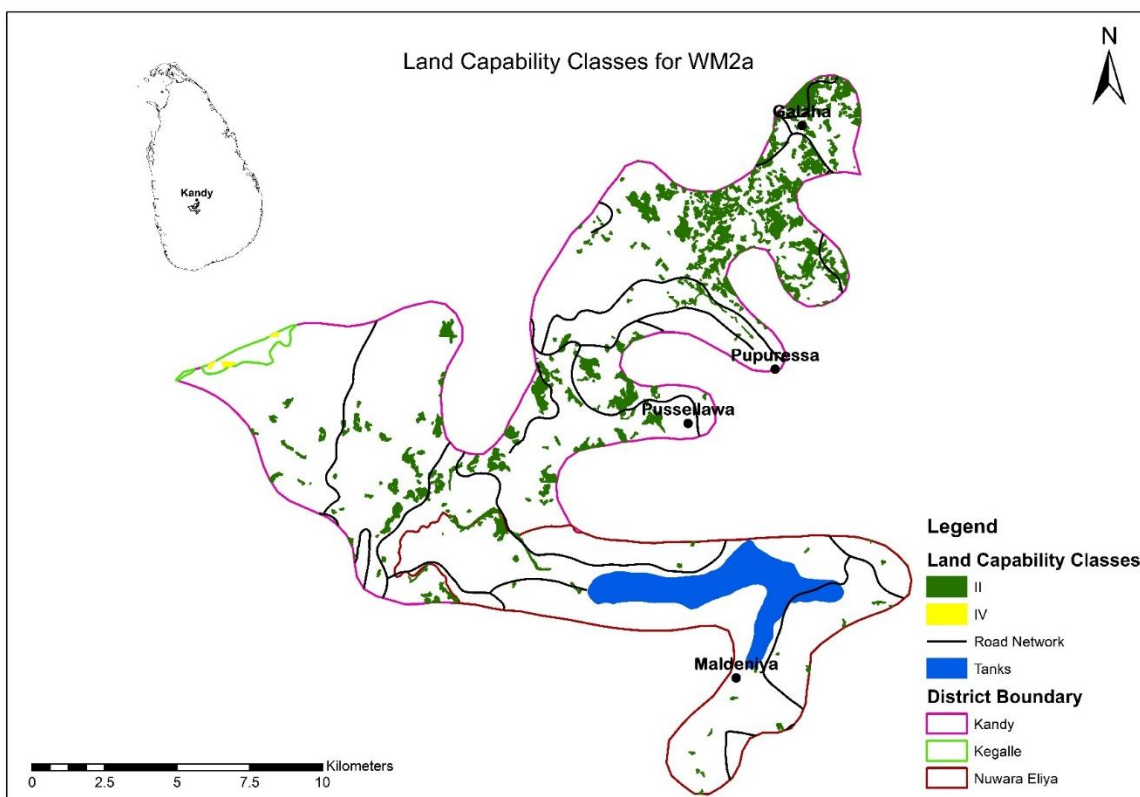 Land Capability Classes for WM2a
N
Kandy
Galaha
Pupuressa
Pussellawa
Maldeniya
Legend
Land Capability Classes
II
IV
Road Network
Tanks
District Boundary
Kandy
Kegalle
Nuwara Eliya
Kilometers
0 2.5 5 7.5 10